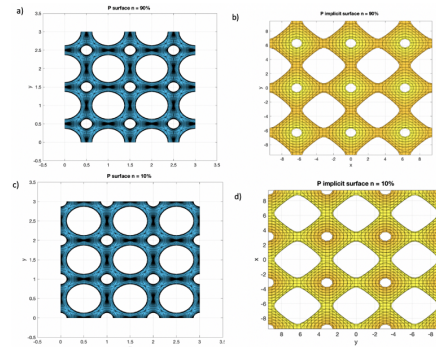 a)
P surface n = 90%
3.5
3
2.5
2
y 1.5
1
0.5
0
-0.5
-0.5 0 0.5 1 1.5 2 2.5 3 3.5
b)
P implicit surface n = 90%
8
6
4
2
y 0
-2
-4
-6
-8
-8 -6 -4 -2 0 2 4 6 8
x
c)
P surface n = 10%
3.5
3
2.5
2
y 1.5
1
0.5
0
-0.5
-0.5 0 0.5 1 1.5 2 2.5 3 3.5
d)
P implicit surface n = 10%
8
6
4
2
x 0
-2
-4
-6
-8
8 6 4 2 0 -2 -4 -6 -8
y